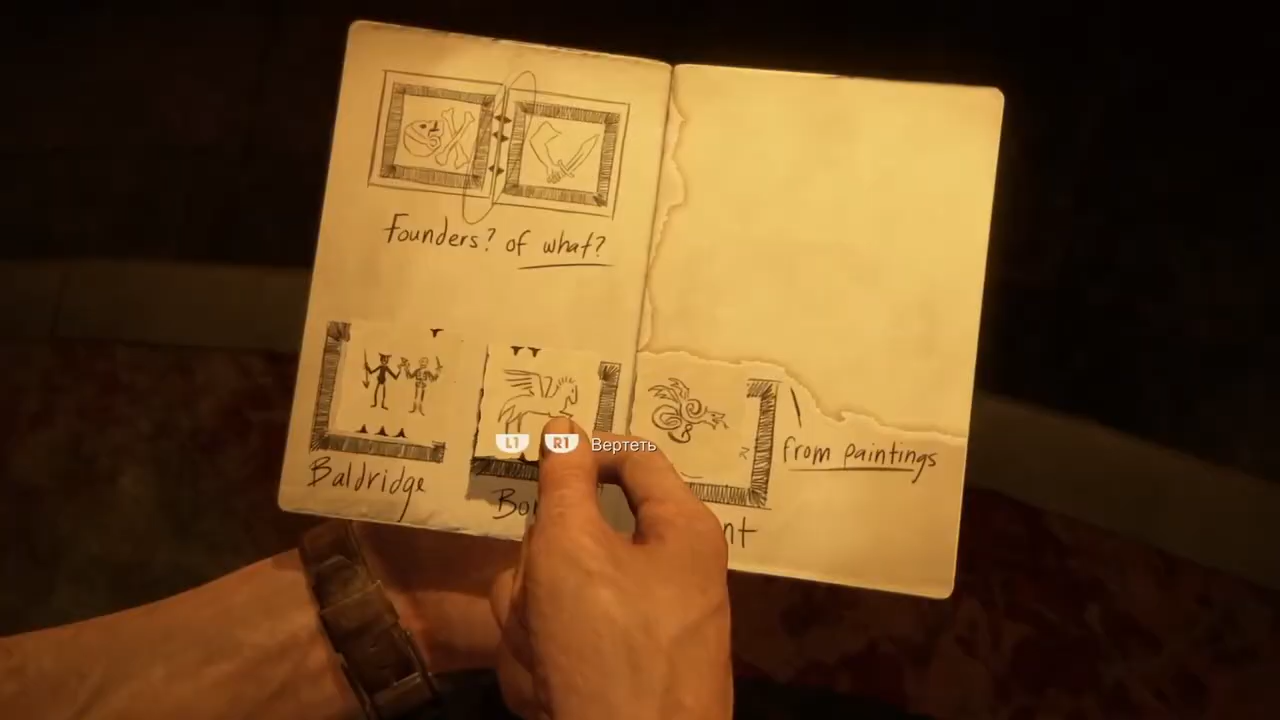 Founders? of what?
L1 R1 Вертеть
from paintings
Baldridge